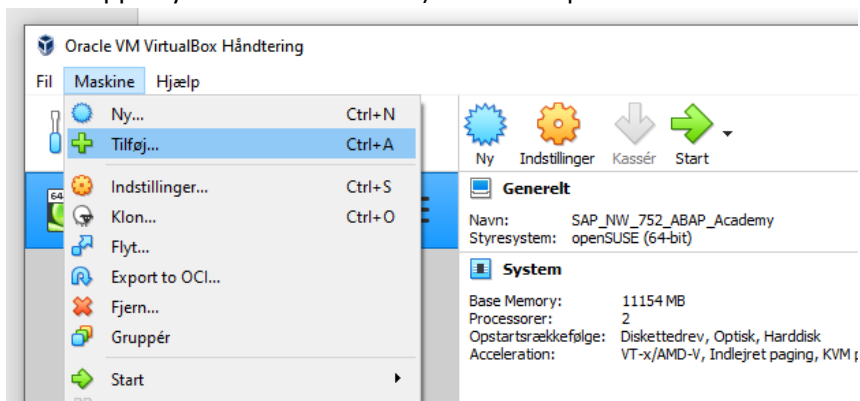 Oracle VM VirtualBox Håndtering
Fil Maskine Hjælp
Ny... Ctrl+N
Tilføj... Ctrl+A
Indstillinger... Ctrl+S
Klon... Ctrl+O
Flyt...
Export to OCI...
Fjern...
Gruppér
Start
64
Ny Indstillinger Kassér Start
Generelt
Navn: SAP_NW_752_ABAP_Academy
Styresystem: openSUSE (64-bit)
System
Base Memory: 11154 MB
Processorer: 2
Opstartsrækkefølge: Diskettedrev, Optisk, Harddisk
Acceleration: VT-x/AMD-V, Indlejret paging, KVM